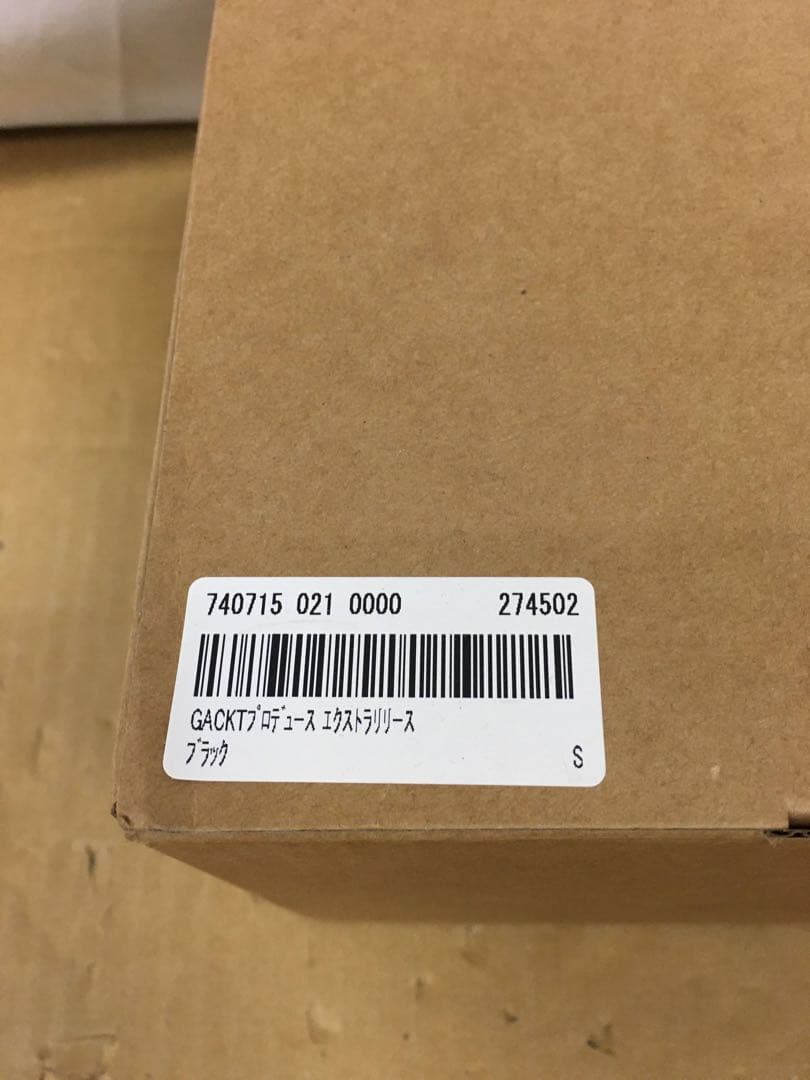 740715 021 0000 274502
GACKTﾌﾟﾛﾃﾞｭｰｽ ｴｸｽﾄﾗﾘﾘｰｽ
ﾌﾞﾗｯｸ S